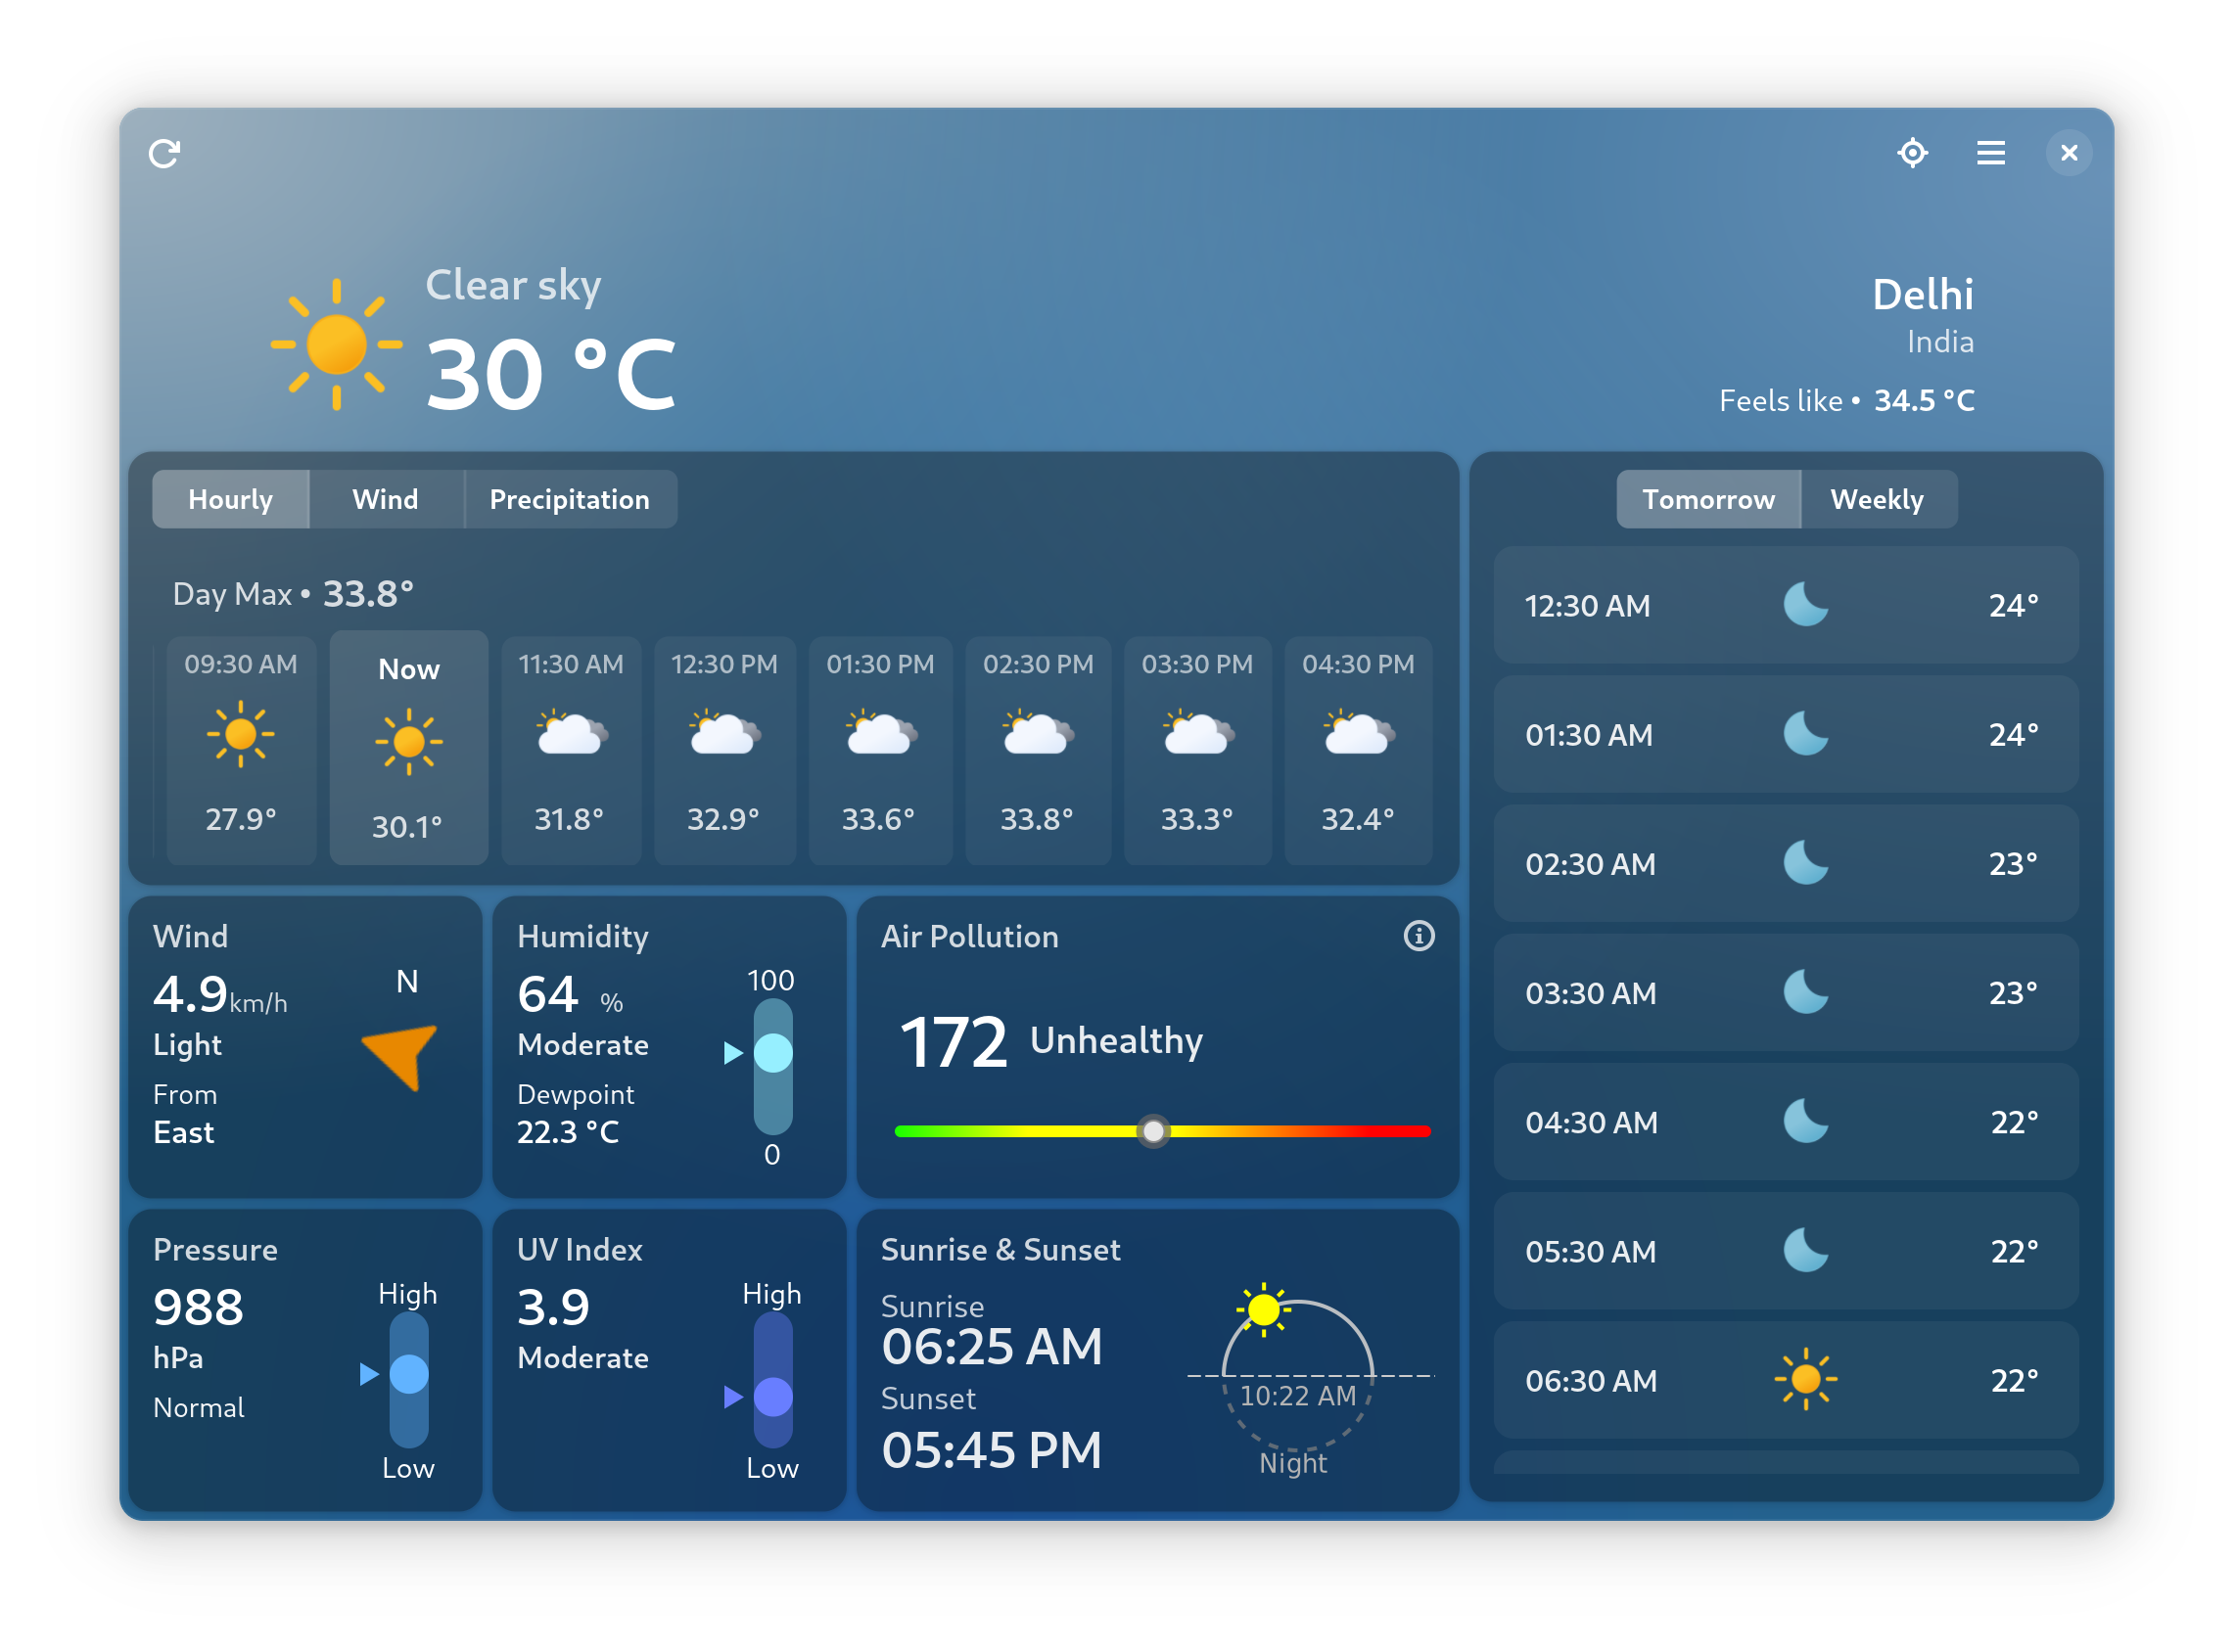 Clear sky
30 °C
Delhi
India
Feels like • 34.5 °C
Hourly Wind Precipitation
Day Max • 33.8°
09:30 AM Now 11:30 AM 12:30 PM 01:30 PM 02:30 PM 03:30 PM 04:30 PM
27.9° 30.1° 31.8° 32.9° 33.6° 33.8° 33.3° 32.4°
Tomorrow Weekly
12:30 AM 24°
01:30 AM 24°
02:30 AM 23°
03:30 AM 23°
04:30 AM 22°
05:30 AM 22°
06:30 AM 22°
Wind
4.9km/h
Light
From
East
N
Humidity
64 %
Moderate
Dewpoint
22.3 °C
100
0
Air Pollution
172 Unhealthy
Pressure
988
hPa
Normal
High
Low
UV Index
3.9
Moderate
High
Low
Sunrise & Sunset
Sunrise
06:25 AM
Sunset
05:45 PM
10:22 AM
Night